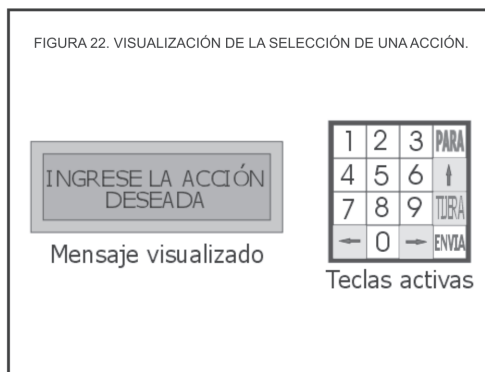 FIGURA 22. VISUALIZACIÓN DE LA SELECCIÓN DE UNA ACCIÓN.
INGRESE LA ACCIÓN
DESEADA
Mensaje visualizado
1 2 3 PARA
4 5 6
7 8 9 TIJERA
0 ENVIA
Teclas activas